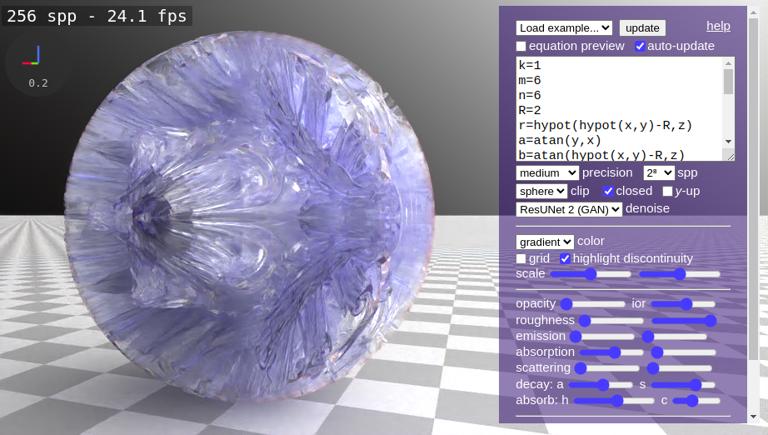 256 spp - 24.1 fps
0.2
Load example... update help
equation preview auto-update
k=1
m=6
n=6
R=2
r=hypot(hypot(x,y)-R,z)
a=atan(y,x)
b=atan(hypot(x,y)-R,z)
medium precision 2⁸ spp
sphere clip closed y-up
ResUNet 2 (GAN) denoise
gradient color
grid highlight discontinuity
scale
opacity ior
roughness
emission
absorption
scattering
decay: a s
absorb: h c